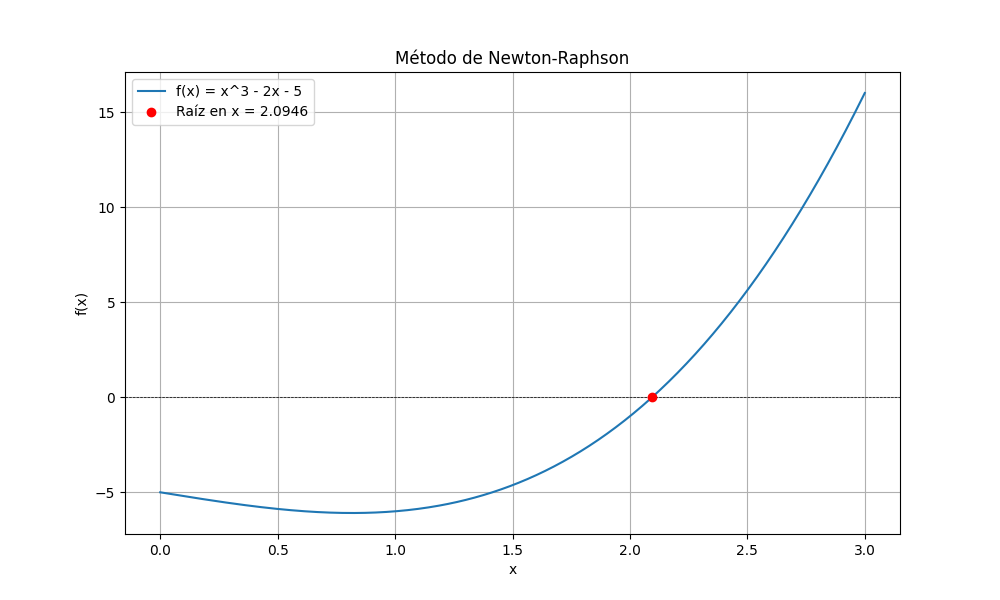 Método de Newton-Raphson
f(x) = x^3 - 2x - 5
Raíz en x = 2.0946
15
10
5
0
−5
f(x)
0.0 0.5 1.0 1.5 2.0 2.5 3.0
x